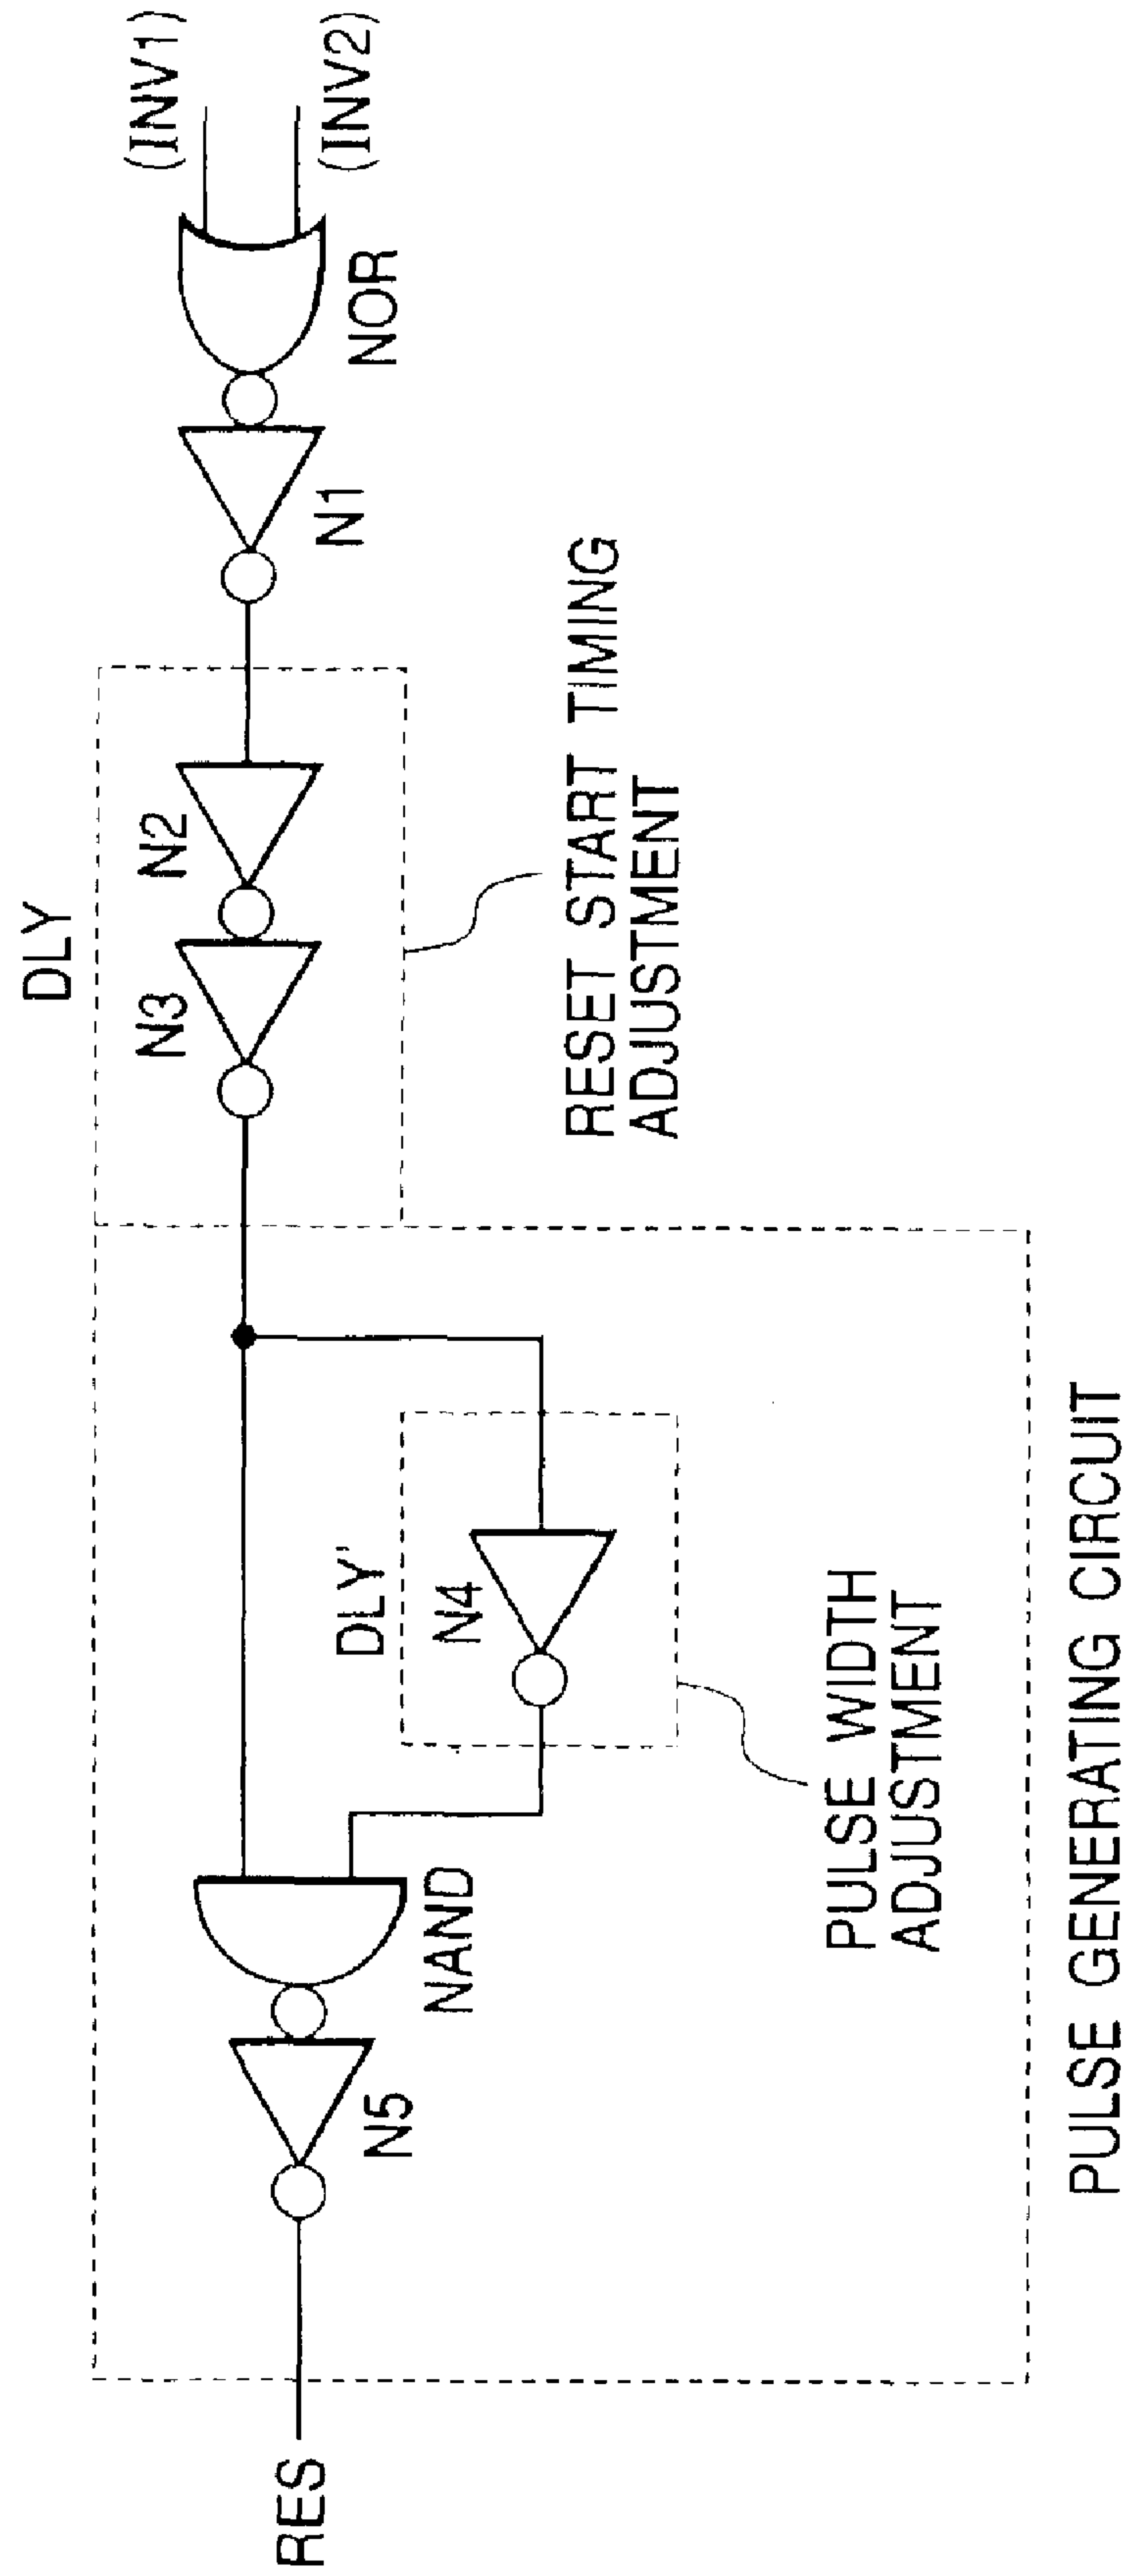 DLY
(INV1)
(INV2)
N3
N2
N1
NOR
RESET START TIMING
ADJUSTMENT
RES
N5
NAND
DLY'
N4
PULSE WIDTH
ADJUSTMENT
PULSE GENERATING CIRCUIT